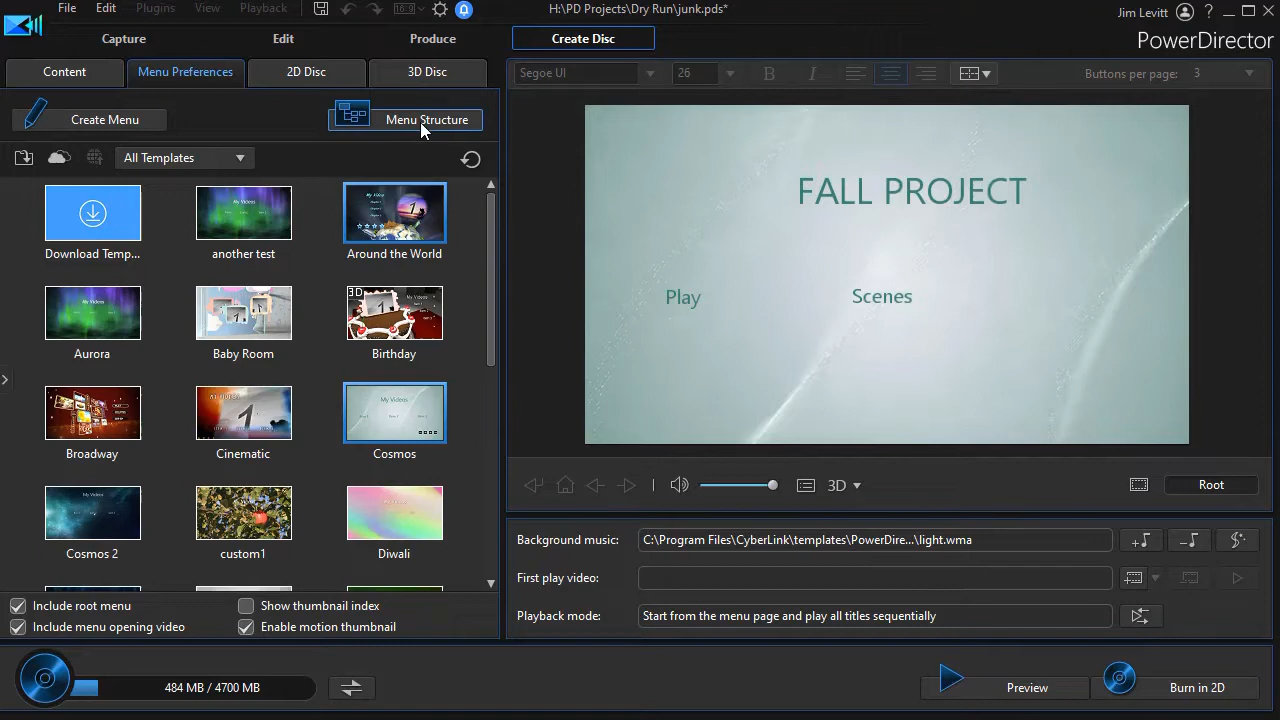 File Edit Plugins View Playback 16:9 H:\PD Projects\Dry Run\junk.pds* Jim Levitt ?
Capture Edit Produce Create Disc PowerDirector
Content Menu Preferences 2D Disc 3D Disc Segoe UI 26 B I Buttons per page: 3
Create Menu Menu Structure
All Templates
FALL PROJECT
Play Scenes
Download Temp... another test Around the World
Aurora Baby Room Birthday
Broadway Cinematic Cosmos
Cosmos 2 custom1 Diwali
3D Root
Background music: C:\Program Files\CyberLink\templates\PowerDire...\light.wma
First play video:
Playback mode: Start from the menu page and play all titles sequentially
Include root menu Show thumbnail index
Include menu opening video Enable motion thumbnail
484 MB / 4700 MB Preview Burn in 2D